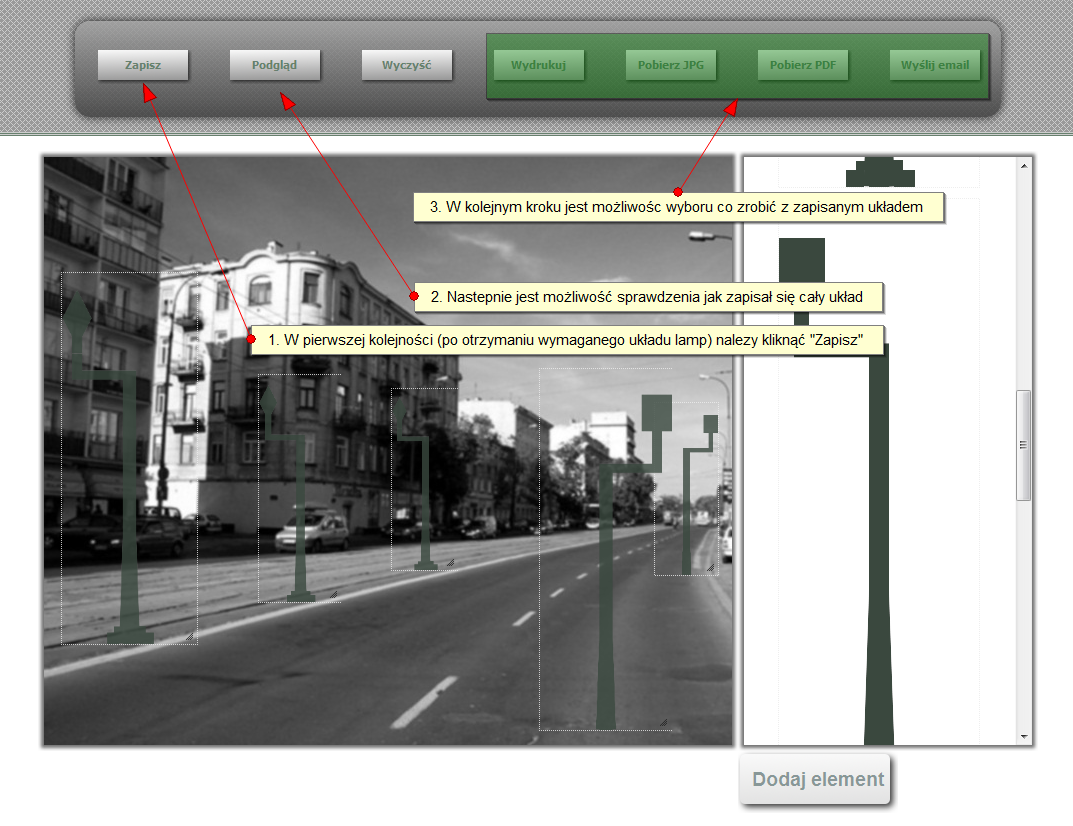 Zapisz
Podgląd
Wyczyść
Wydrukuj
Pobierz JPG
Pobierz PDF
Wyślij email
3. W kolejnym kroku jest możliwośc wyboru co zrobić z zapisanym układem
2. Nastepnie jest możliwość sprawdzenia jak zapisał się cały układ
1. W pierwszej kolejności (po otrzymaniu wymaganego układu lamp) nalezy kliknąć "Zapisz"
Dodaj element